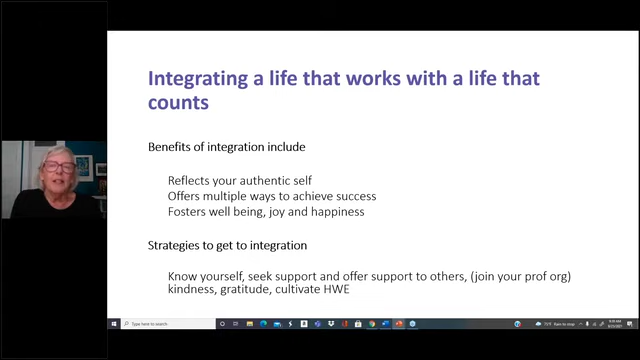 Integrating a life that works with a life that
counts
Benefits of integration include
Reflects your authentic self
Offers multiple ways to achieve success
Fosters well being, joy and happiness
Strategies to get to integration
Know yourself, seek support and offer support to others, (join your prof org)
kindness, gratitude, cultivate HWE
Type here to search